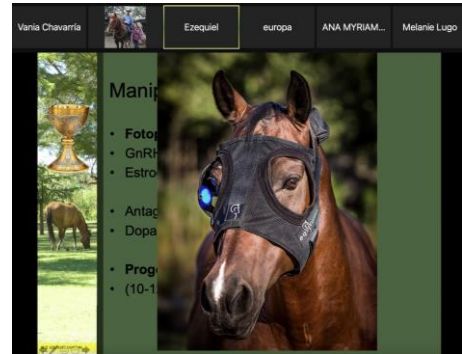 Vania Chavarría
Ezequiel
europa
ANA MYRIAM...
Melanie Lugo
Manip
• Fotop
• GnRH
• Estro
• Antag
• Dopa
• Prog
• (10-1